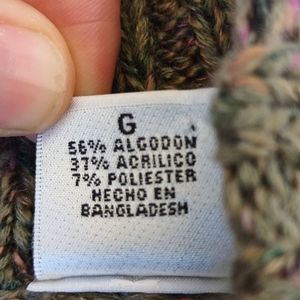 G
56% ALGODON
37% ACRILICO
7% POLIESTER
HECHO EN
BANGLADESH